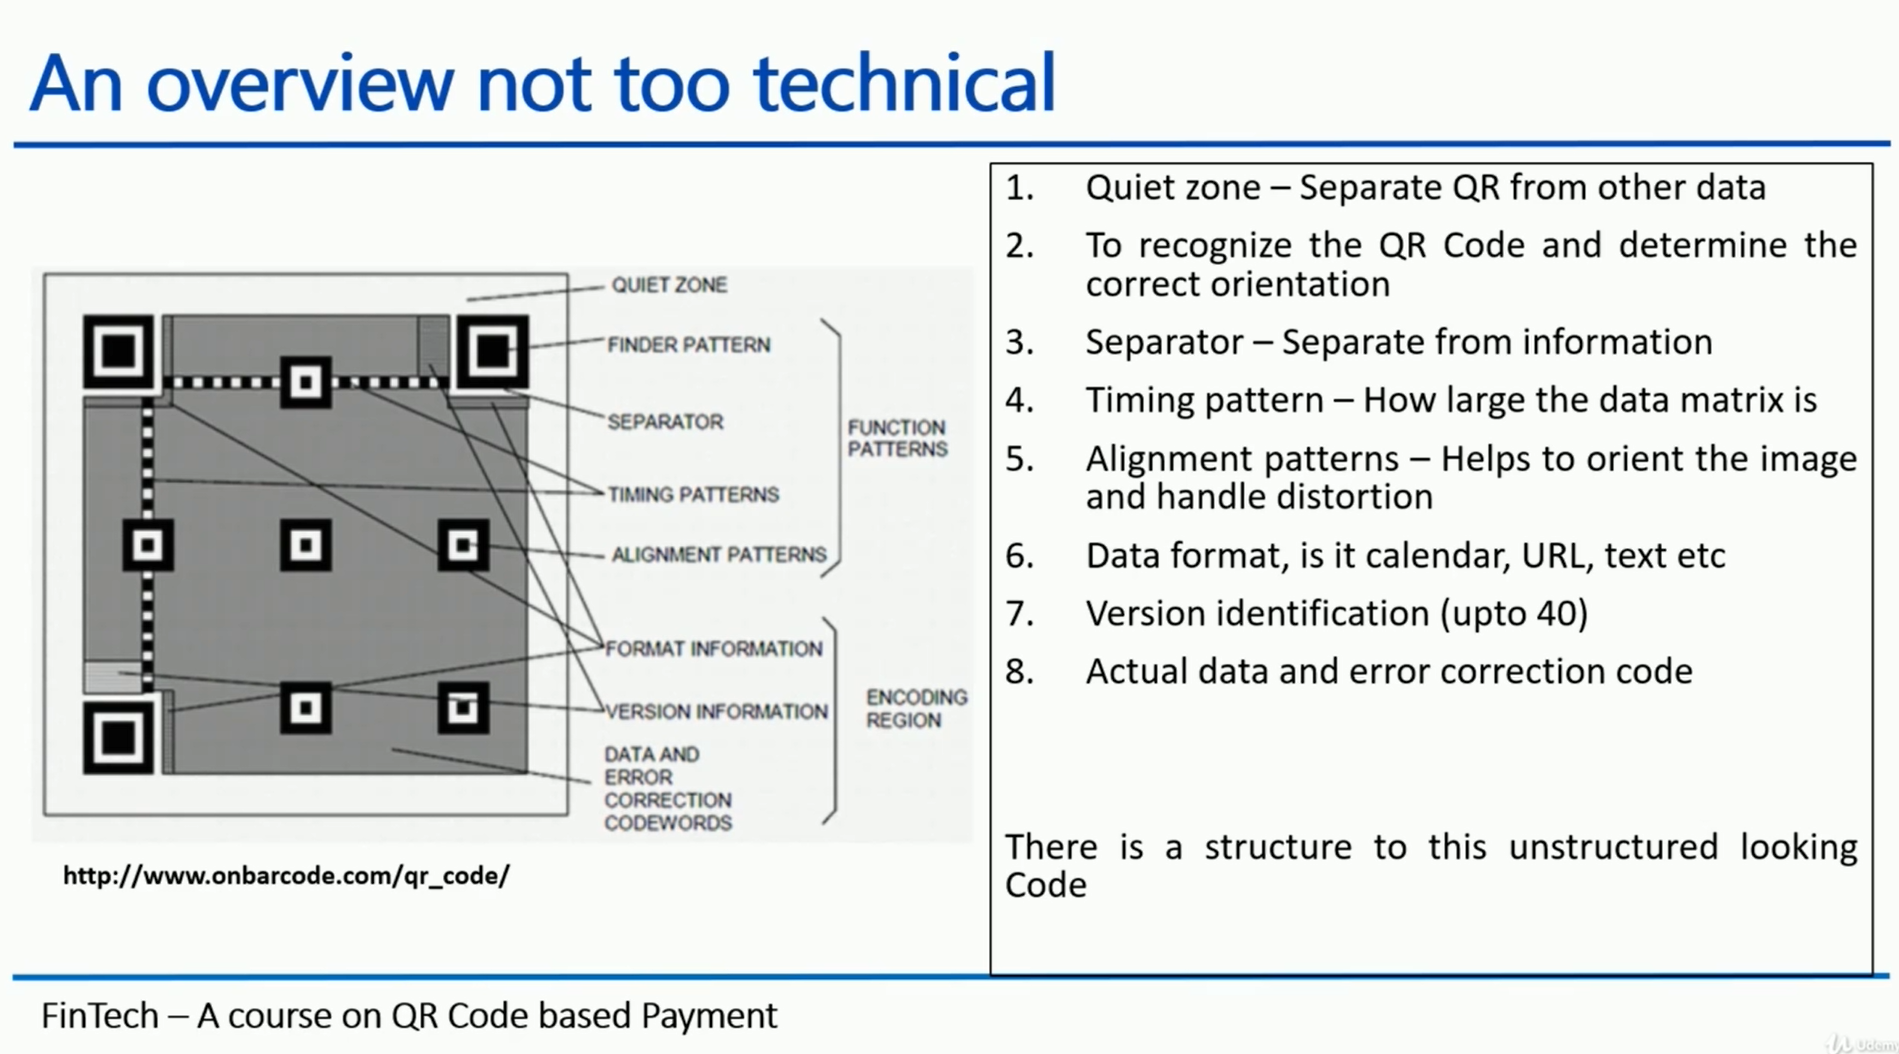 An overview not too technical
QUIET ZONE
FINDER PATTERN
SEPARATOR
FUNCTION
PATTERNS
TIMING PATTERNS
ALIGNMENT PATTERNS
FORMAT INFORMATION
VERSION INFORMATION
ENCODING
REGION
DATA AND
ERROR
CORRECTION
CODEWORDS
http://www.onbarcode.com/qr_code/
1. Quiet zone – Separate QR from other data
2. To recognize the QR Code and determine the
correct orientation
3. Separator – Separate from information
4. Timing pattern – How large the data matrix is
5. Alignment patterns – Helps to orient the image
and handle distortion
6. Data format, is it calendar, URL, text etc
7. Version identification (upto 40)
8. Actual data and error correction code
There is a structure to this unstructured looking
Code
FinTech – A course on QR Code based Payment
Udemy